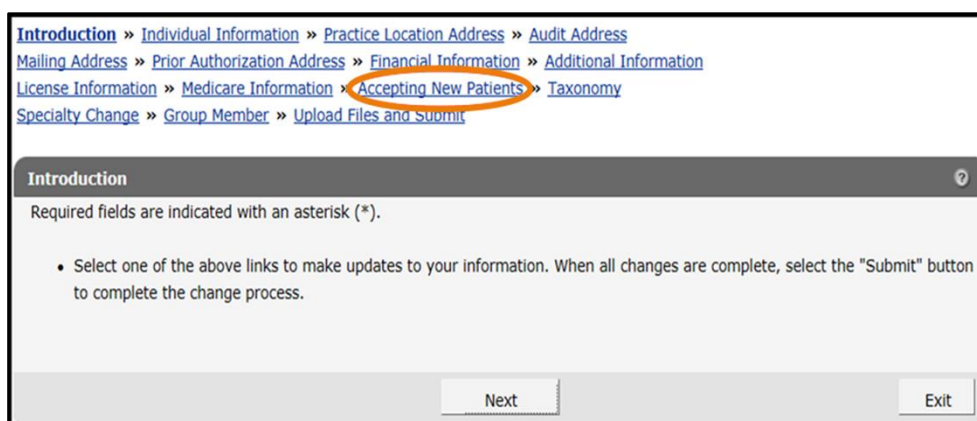 Introduction » Individual Information » Practice Location Address » Audit Address
Mailing Address » Prior Authorization Address » Financial Information » Additional Information
License Information » Medicare Information » Accepting New Patients » Taxonomy
Specialty Change » Group Member » Upload Files and Submit
Introduction ?
Required fields are indicated with an asterisk (*).
• Select one of the above links to make updates to your information. When all changes are complete, select the "Submit" button
to complete the change process.
Next Exit